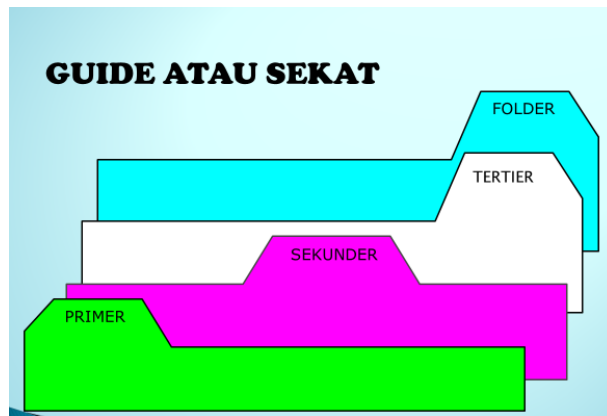 GUIDE ATAU SEKAT
FOLDER
TERTIER
SEKUNDER
PRIMER